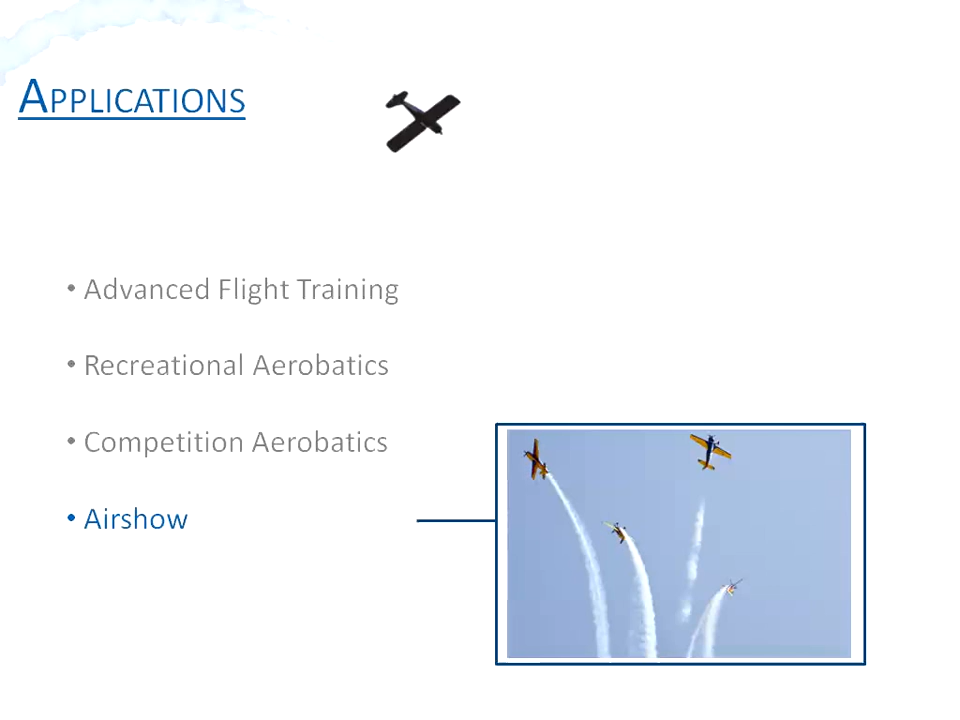 APPLICATIONS
• Advanced Flight Training
• Recreational Aerobatics
• Competition Aerobatics
• Airshow